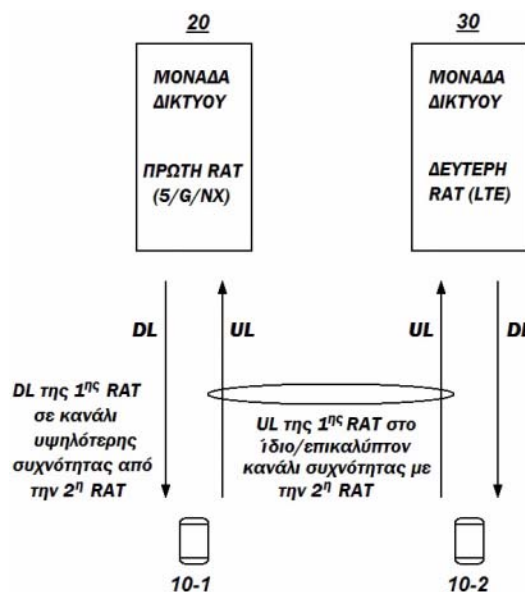 20
30
ΜΟΝΑΔΑ
ΔΙΚΤΥΟΥ
ΠΡΩΤΗ RAT
(5/G/NX)
ΜΟΝΑΔΑ
ΔΙΚΤΥΟΥ
ΔΕΥΤΕΡΗ
RAT (LTE)
DL
UL
UL
DL
DL της 1ης RAT
σε κανάλι
υψηλότερης
συχνότητας από
την 2η RAT
UL της 1ης RAT στο
ίδιο/επικαλύπτον
κανάλι συχνότητας με
την 2η RAT
10-1
10-2